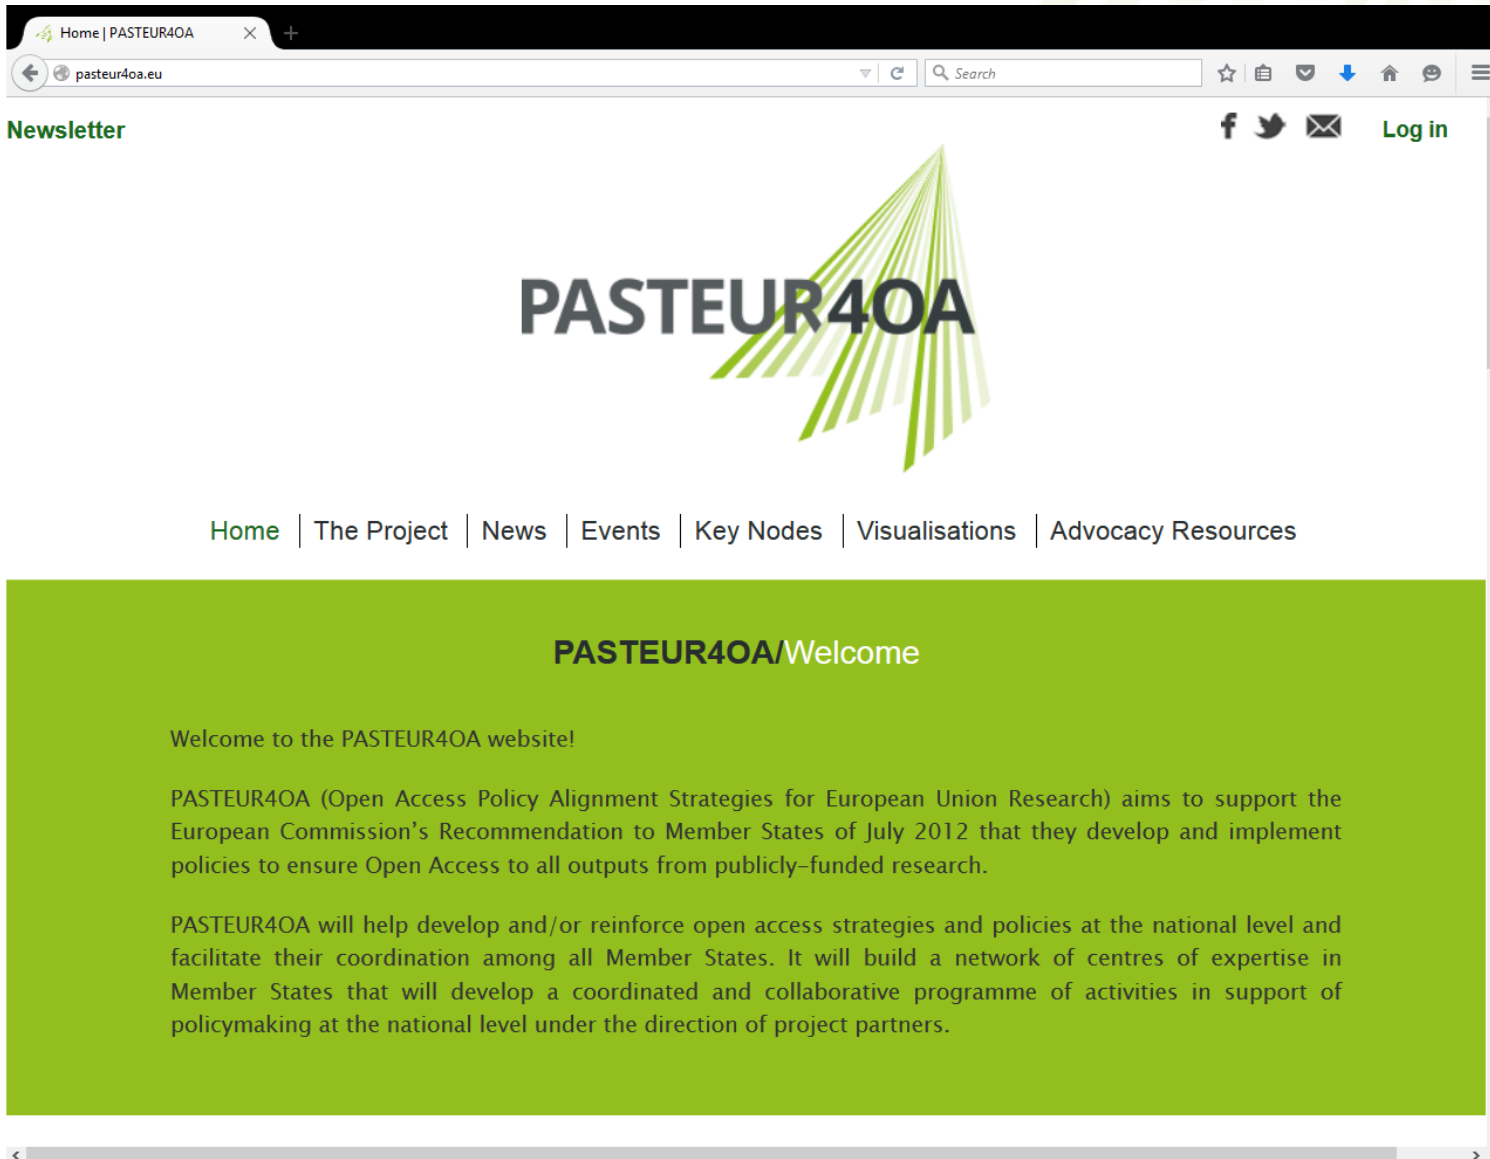 Home | PASTEUR4OA
pasteur4oa.eu
Search
Newsletter
Log in
PASTEUR4OA
Home
The Project
News
Events
Key Nodes
Visualisations
Advocacy Resources
PASTEUR4OA/Welcome
Welcome to the PASTEUR4OA website!
PASTEUR4OA (Open Access Policy Alignment Strategies for European Union Research) aims to support the
European Commission’s Recommendation to Member States of July 2012 that they develop and implement
policies to ensure Open Access to all outputs from publicly-funded research.
PASTEUR4OA will help develop and/or reinforce open access strategies and policies at the national level and
facilitate their coordination among all Member States. It will build a network of centres of expertise in
Member States that will develop a coordinated and collaborative programme of activities in support of
policymaking at the national level under the direction of project partners.